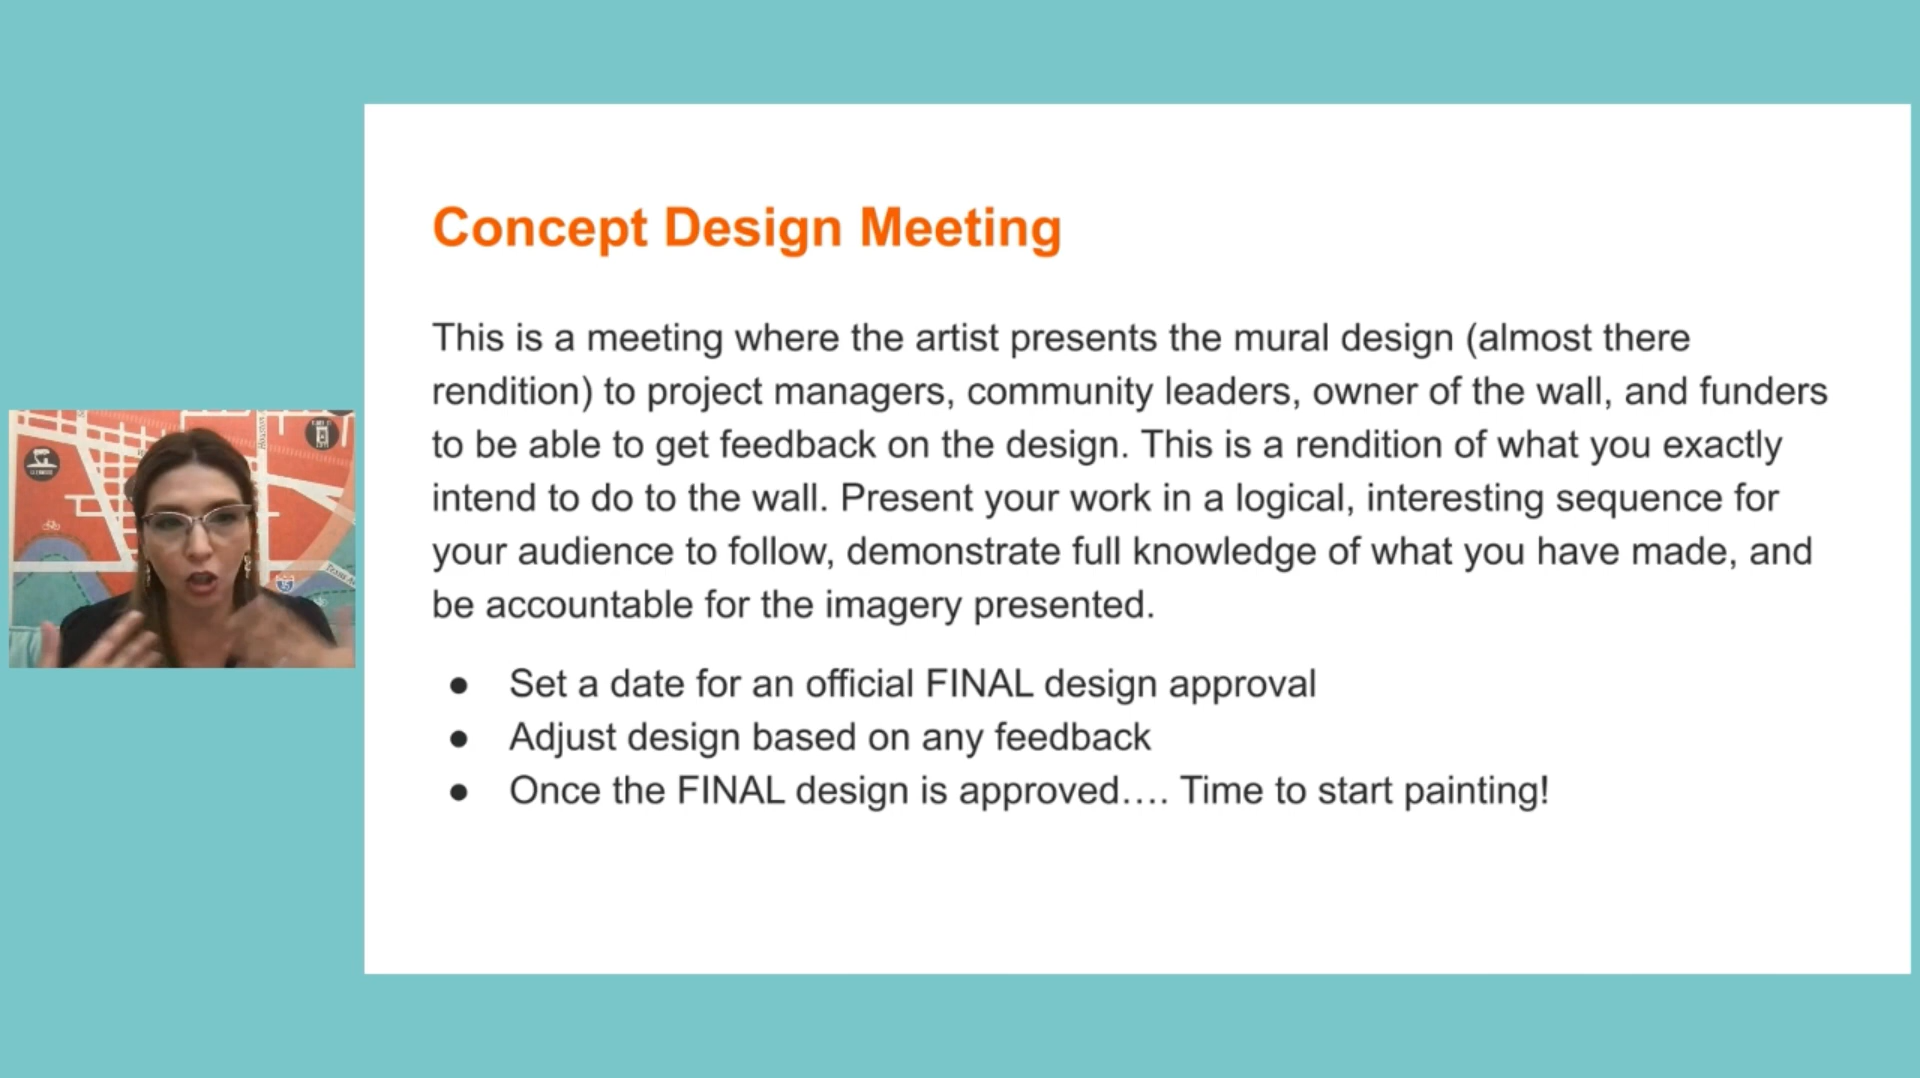 Concept Design Meeting
This is a meeting where the artist presents the mural design (almost there
rendition) to project managers, community leaders, owner of the wall, and funders
to be able to get feedback on the design. This is a rendition of what you exactly
intend to do to the wall. Present your work in a logical, interesting sequence for
your audience to follow, demonstrate full knowledge of what you have made, and
be accountable for the imagery presented.
● Set a date for an official FINAL design approval
● Adjust design based on any feedback
● Once the FINAL design is approved…. Time to start painting!
Houston
Texas A